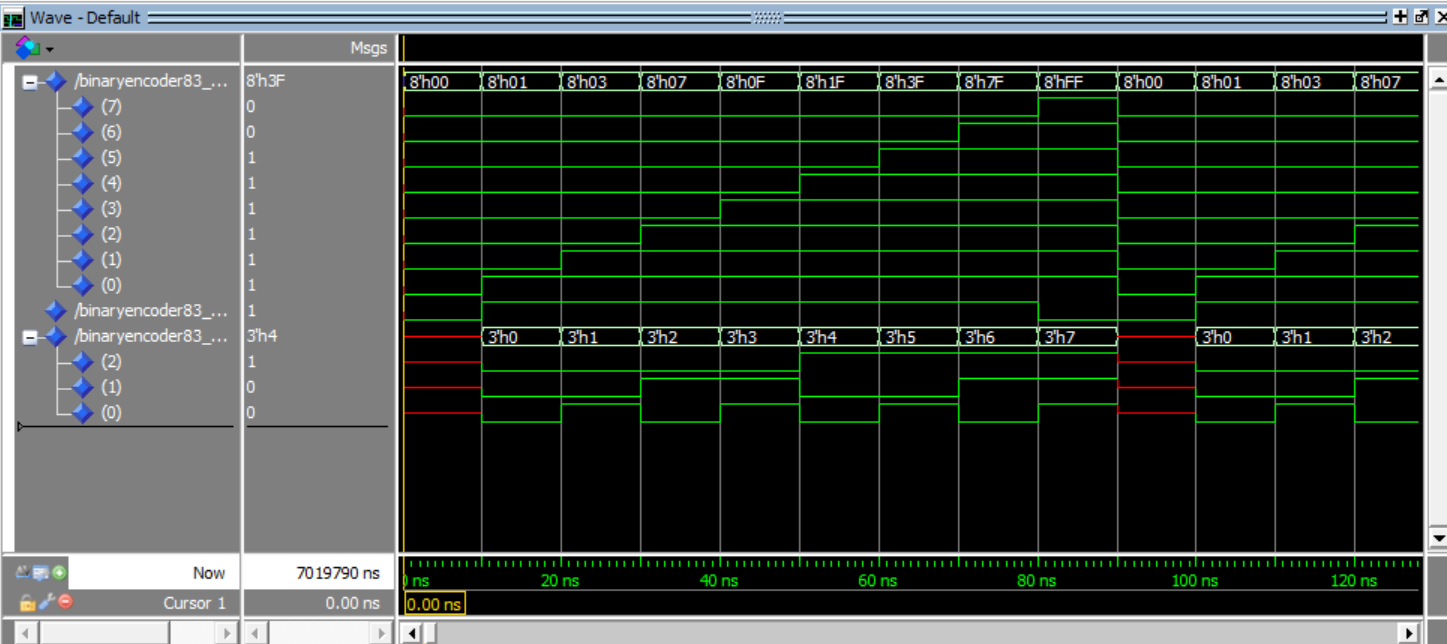 Wave - Default
Msgs
/binaryencoder83_... 8'h3F 8'h00 8'h01 8'h03 8'h07 8'h0F 8'h1F 8'h3F 8'h7F 8'hFF 8'h00 8'h01 8'h03 8'h07
(7) 0
(6) 0
(5) 1
(4) 1
(3) 1
(2) 1
(1) 1
(0) 1
/binaryencoder83_... 1
/binaryencoder83_... 3'h4 3'h0 3'h1 3'h2 3'h3 3'h4 3'h5 3'h6 3'h7 3'h0 3'h1 3'h2
(2) 1
(1) 0
(0) 0
Now 7019790 ns 0 ns 20 ns 40 ns 60 ns 80 ns 100 ns 120 ns
Cursor 1 0.00 ns 0.00 ns